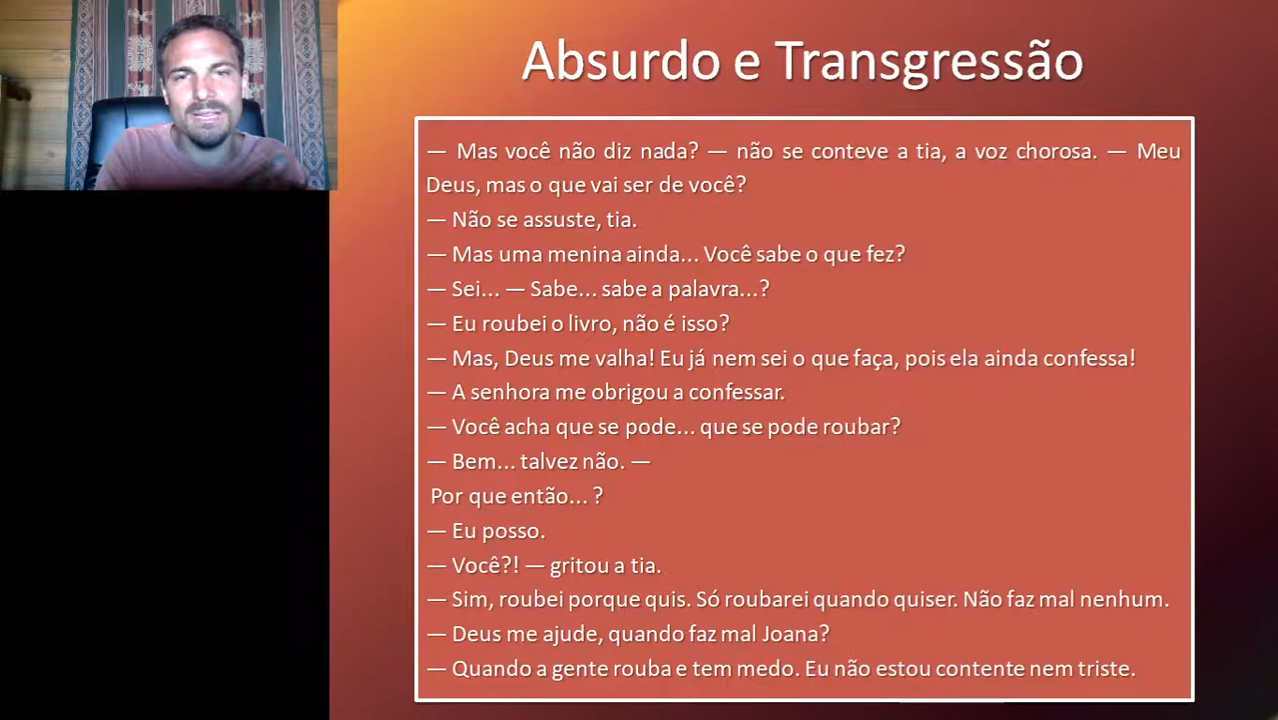 Absurdo e Transgressão
— Mas você não diz nada? — não se conteve a tia, a voz chorosa. — Meu
Deus, mas o que vai ser de você?
— Não se assuste, tia.
— Mas uma menina ainda... Você sabe o que fez?
— Sei... — Sabe... sabe a palavra...?
— Eu roubei o livro, não é isso?
— Mas, Deus me valha! Eu já nem sei o que faça, pois ela ainda confessa!
— A senhora me obrigou a confessar.
— Você acha que se pode... que se pode roubar?
— Bem... talvez não. —
Por que então... ?
— Eu posso.
— Você?! — gritou a tia.
— Sim, roubei porque quis. Só roubarei quando quiser. Não faz mal nenhum.
— Deus me ajude, quando faz mal Joana?
— Quando a gente rouba e tem medo. Eu não estou contente nem triste.